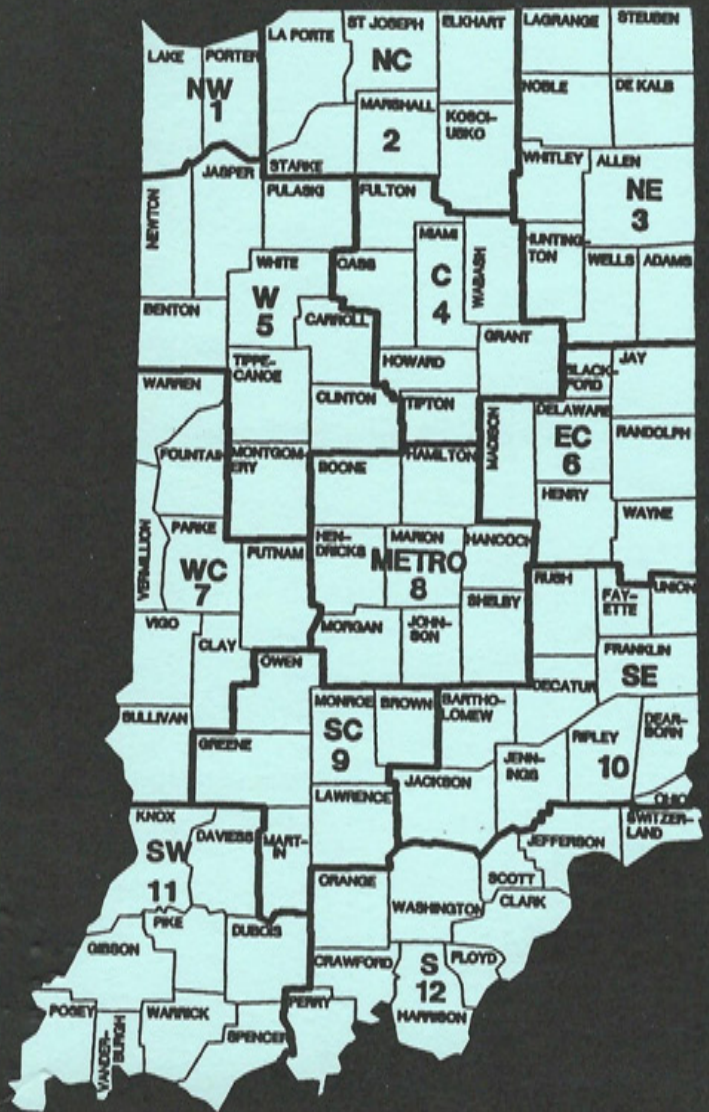 LAKE
PORTER
NW
1
LA PORTE
ST JOSEPH
NC
ELKHART
MARSHALL
2
KOSCI-
USKO
STARKE
LAGRANGE
STEUBEN
NOBLE
DE KALB
WHITLEY
ALLEN
NE
3
HUNTING-
TON
WELLS
ADAMS
NEWTON
JASPER
PULASKI
FULTON
MIAMI
WABASH
WHITE
CASS
C
4
W
5
BENTON
CARROLL
GRANT
HOWARD
TIPPE-
CANOE
CLINTON
TIPTON
BLACK-
FORD
JAY
WARREN
MADISON
DELAWARE
EC
6
RANDOLPH
FOUNTAIN
MONTGOM-
ERY
BOONE
HAMILTON
HENRY
WAYNE
VERMILLION
PARKE
WC
7
PUTNAM
HEN-
DRICKS
MARION
HANCOCK
METRO
8
SHELBY
MORGAN
JOHN-
SON
RUSH
FAY-
ETTE
UNION
VIGO
CLAY
OWEN
FRANKLIN
SE
DECATUR
SULLIVAN
GREENE
MONROE
BROWN
SC
9
BARTHO-
LOMEW
JENN-
INGS
RIPLEY
10
DEAR-
BORN
OHIO
JACKSON
LAWRENCE
SWITZER-
LAND
JEFFERSON
KNOX
DAVIESS
MART-
IN
SW
11
ORANGE
WASHINGTON
SCOTT
CLARK
PIKE
GIBSON
DUBOIS
CRAWFORD
S
12
FLOYD
HARRISON
POSEY
VANDER-
BURGH
WARRICK
SPENCER
PERRY